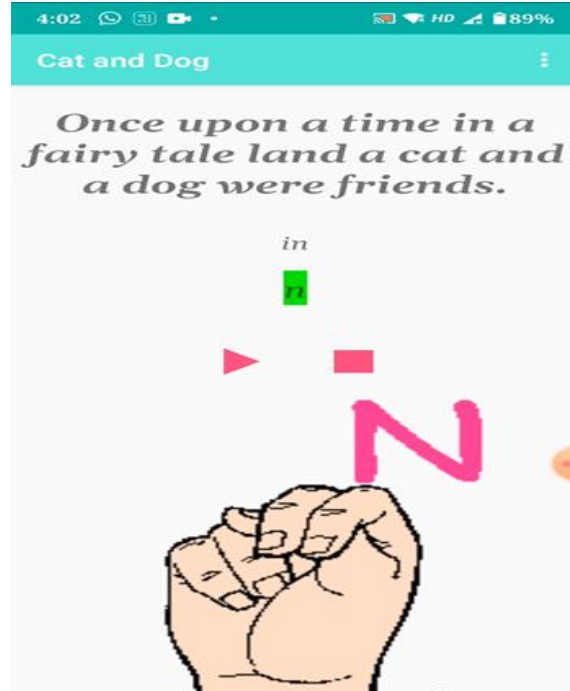 4:02 HD 89%
Cat and Dog
Once upon a time in a
fairy tale land a cat and
a dog were friends.
in
n
N